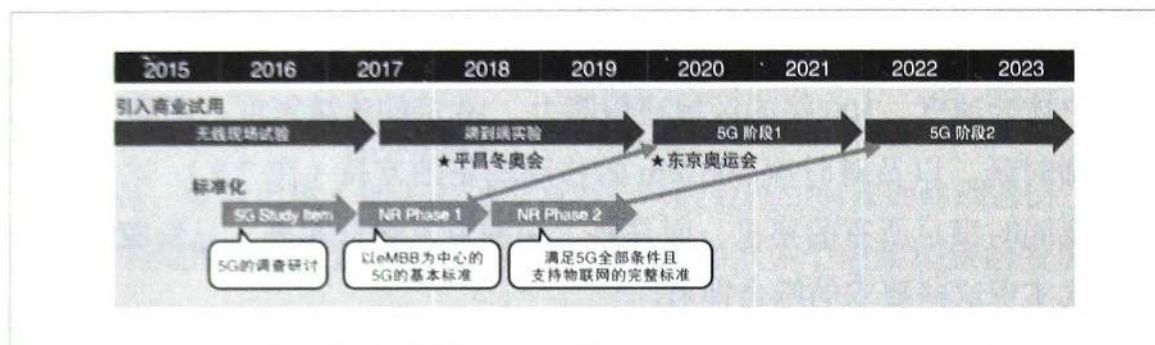 2015 2016 2017 2018 2019 2020 2021 2022 2023
引入商业试用
无线现场试验 端到端实验 5G 阶段1 5G 阶段2
★平昌冬奥会 ★东京奥运会
标准化
5G Study Item NR Phase 1 NR Phase 2
5G的调查研讨
以eMBB为中心的
5G的基本标准
满足5G全部条件且
支持物联网的完整标准